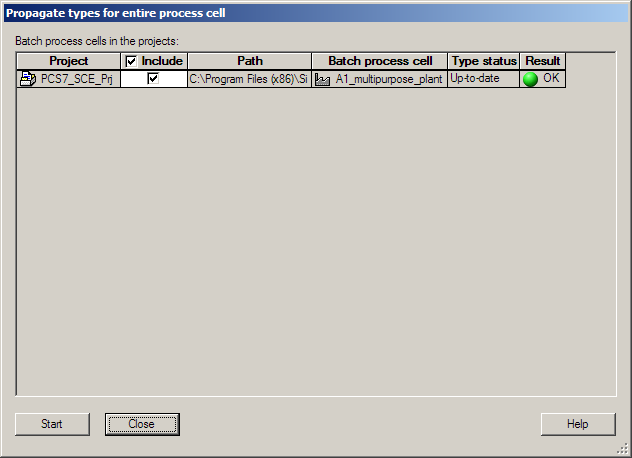 Propagate types for entire process cell
Batch process cells in the projects:
Project Include Path Batch process cell Type status Result
PCS7_SCE_Prj C:\Program Files (x86)\Si A1_multipurpose_plant Up-to-date OK
Start Close Help